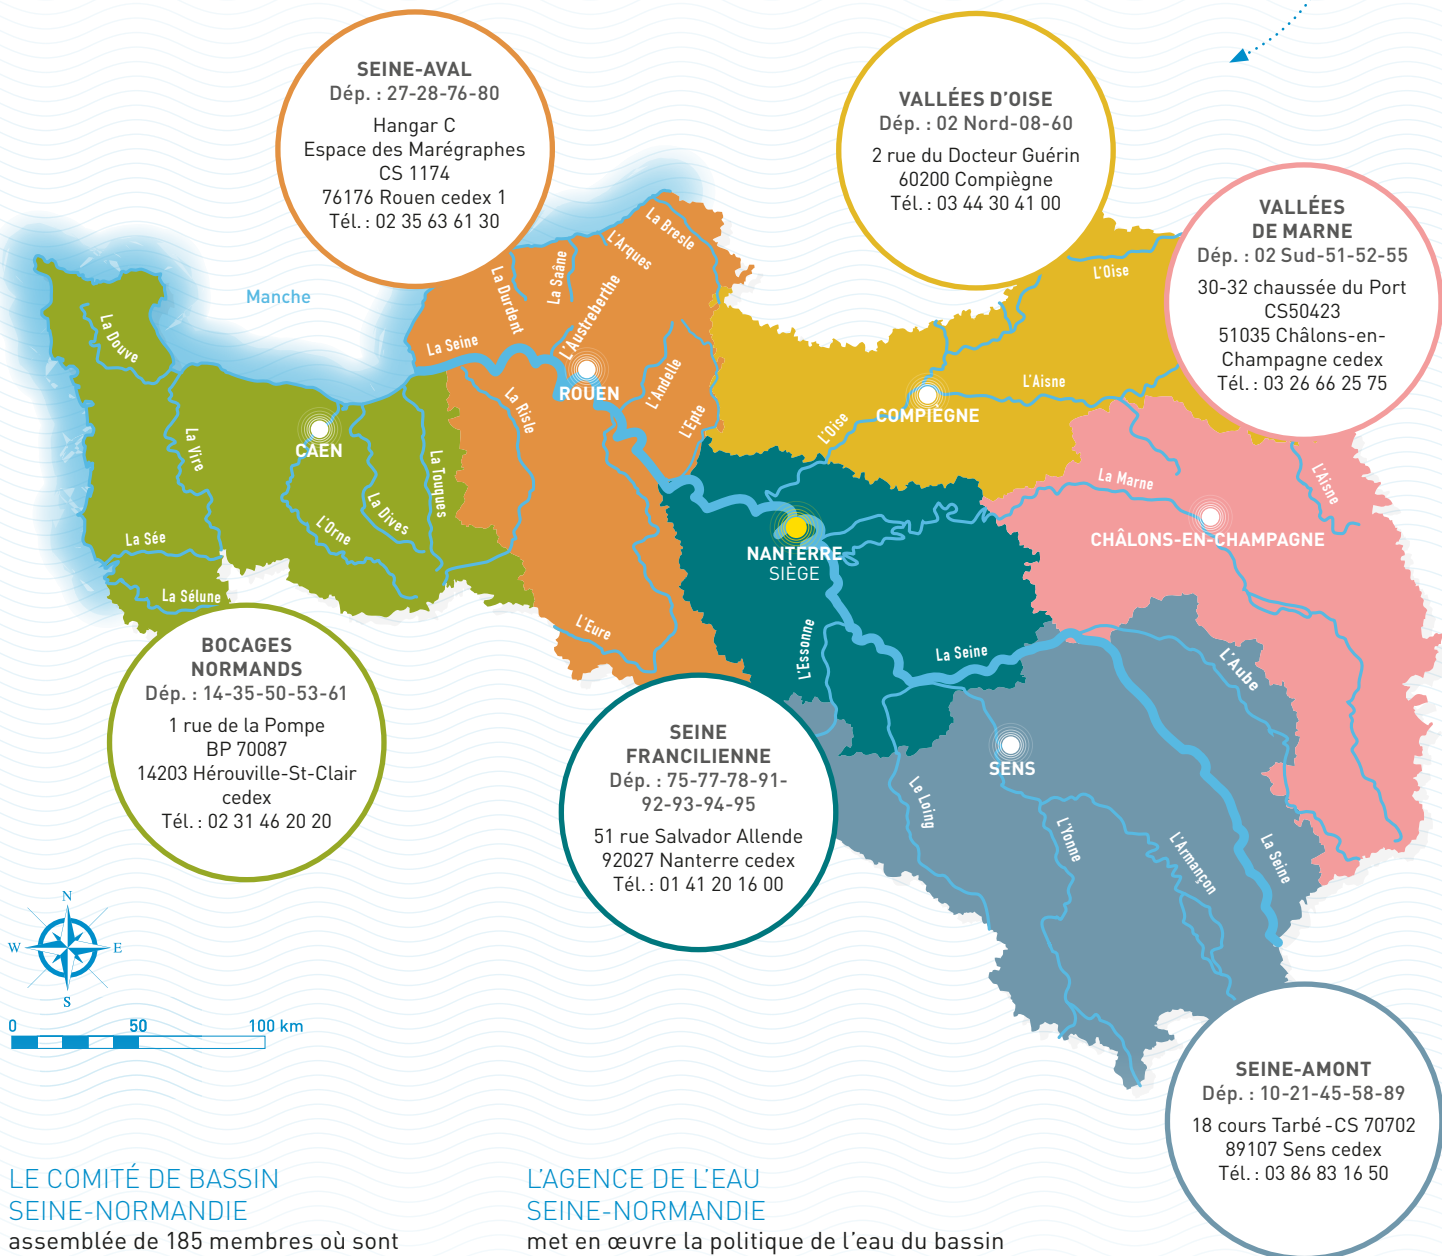 SEINE-AVAL
Dép. : 27-28-76-80
Hangar C
Espace des Marégraphes
CS 1174
76176 Rouen cedex 1
Tél. : 02 35 63 61 30
VALLÉES D'OISE
Dép. : 02 Nord-08-60
2 rue du Docteur Guérin
60200 Compiègne
Tél. : 03 44 30 41 00
VALLÉES
DE MARNE
Dép. : 02 Sud-51-52-55
30-32 chaussée du Port
CS50423
51035 Châlons-en-
Champagne cedex
Tél. : 03 26 66 25 75
Manche
La Douve
La Vire
La Sée
La Sélune
CAEN
L'Orne
La Dives
La Touques
La Seine
La Durdent
La Saâne
L'Arques
La Bresle
L'Austreberthe
ROUEN
La Risle
L'Andelle
L'Epte
L'Eure
L'Oise
L'Oise
COMPIÈGNE
L'Aisne
L'Aisne
La Marne
CHÂLONS-EN-CHAMPAGNE
NANTERRE
SIÈGE
L'Essonne
La Seine
L'Aube
SENS
Le Loing
L'Yonne
L'Armançon
La Seine
BOCAGES
NORMANDS
Dép. : 14-35-50-53-61
1 rue de la Pompe
BP 70087
14203 Hérouville-St-Clair
cedex
Tél. : 02 31 46 20 20
SEINE
FRANCILIENNE
Dép. : 75-77-78-91-
92-93-94-95
51 rue Salvador Allende
92027 Nanterre cedex
Tél. : 01 41 20 16 00
N
W
E
S
0 50 100 km
SEINE-AMONT
Dép. : 10-21-45-58-89
18 cours Tarbé - CS 70702
89107 Sens cedex
Tél. : 03 86 83 16 50
LE COMITÉ DE BASSIN
SEINE-NORMANDIE
assemblée de 185 membres où sont
L'AGENCE DE L'EAU
SEINE-NORMANDIE
met en œuvre la politique de l'eau du bassin